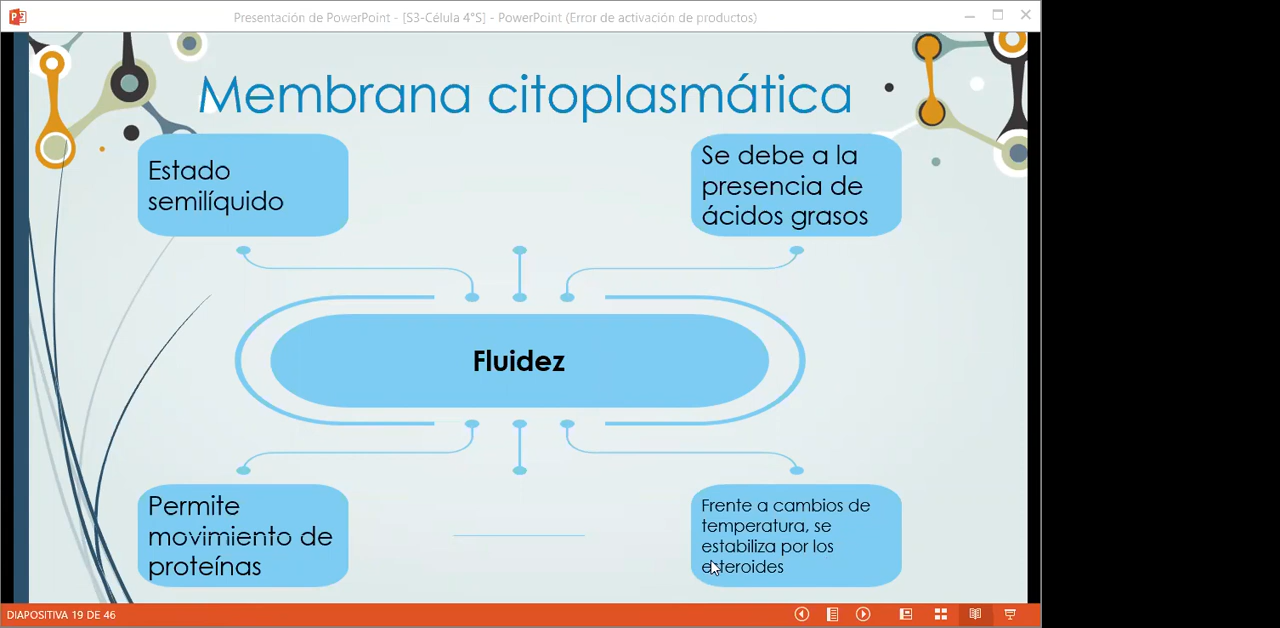 Presentación de PowerPoint - [S3-Célula 4°S] - PowerPoint (Error de activación de productos)
Membrana citoplasmática
Estado
semilíquido
Se debe a la
presencia de
ácidos grasos
Fluidez
Permite
movimiento de
proteínas
Frente a cambios de
temperatura, se
estabiliza por los
esteroides
DIAPOSITIVA 19 DE 46